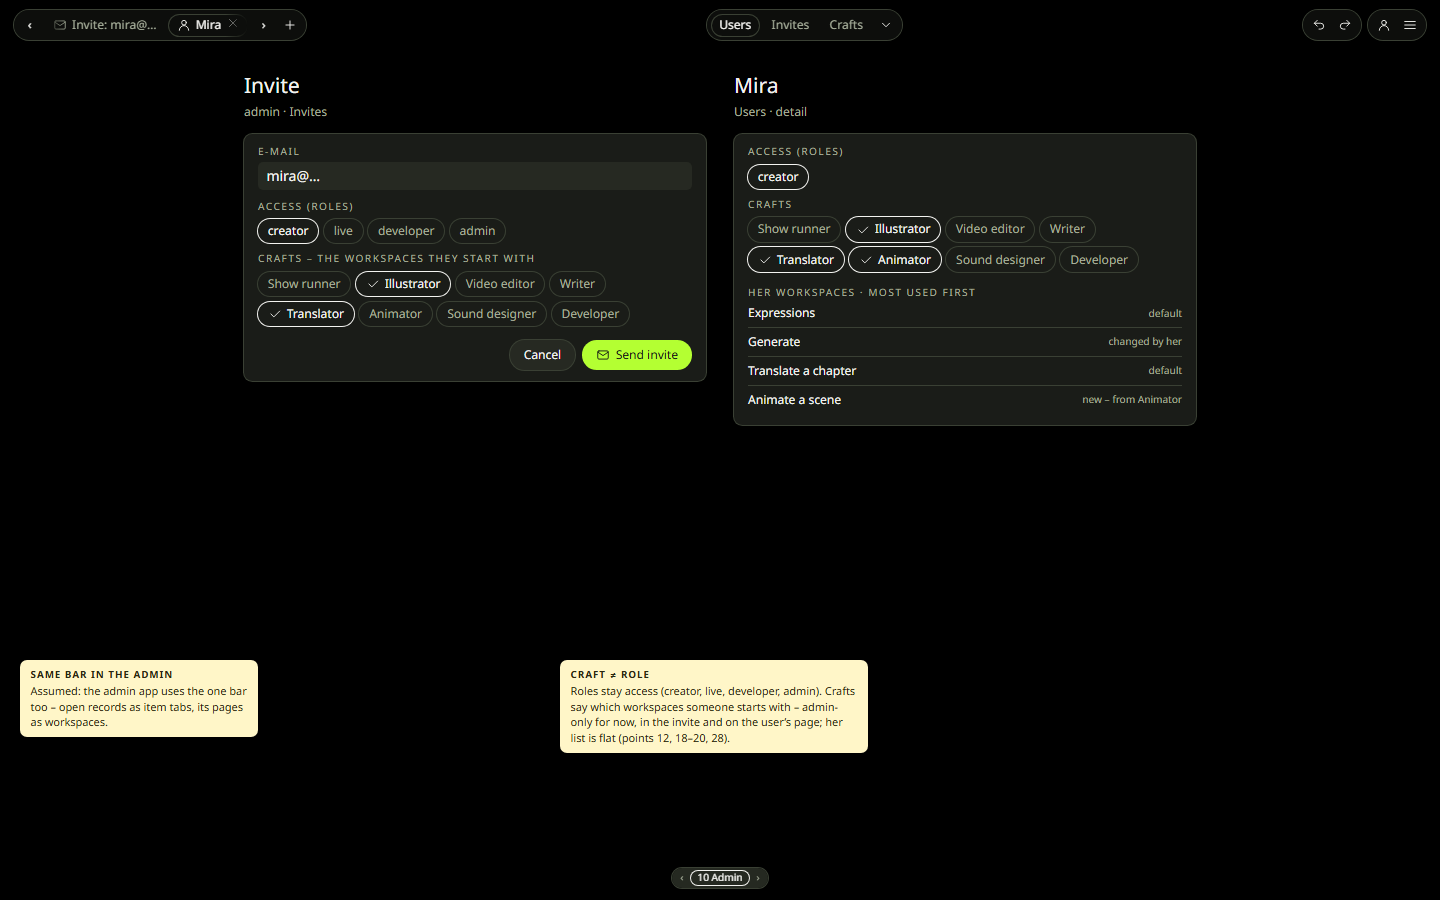 ‹ Invite: mira@... Mira › +
Users Invites Crafts
Invite
admin · Invites
E-MAIL
mira@...
ACCESS (ROLES)
creator live developer admin
CRAFTS – THE WORKSPACES THEY START WITH
Show runner Illustrator Video editor Writer
Translator Animator Sound designer Developer
Cancel Send invite
Mira
Users · detail
ACCESS (ROLES)
creator
CRAFTS
Show runner Illustrator Video editor Writer
Translator Animator Sound designer Developer
HER WORKSPACES · MOST USED FIRST
Expressions default
Generate changed by her
Translate a chapter default
Animate a scene new – from Animator
SAME BAR IN THE ADMIN
Assumed: the admin app uses the one bar
too – open records as item tabs, its pages
as workspaces.
CRAFT ≠ ROLE
Roles stay access (creator, live, developer, admin). Crafts
say which workspaces someone starts with – admin-
only for now, in the invite and on the user's page; her
list is flat (points 12, 18–20, 28).
‹ 10 Admin ›